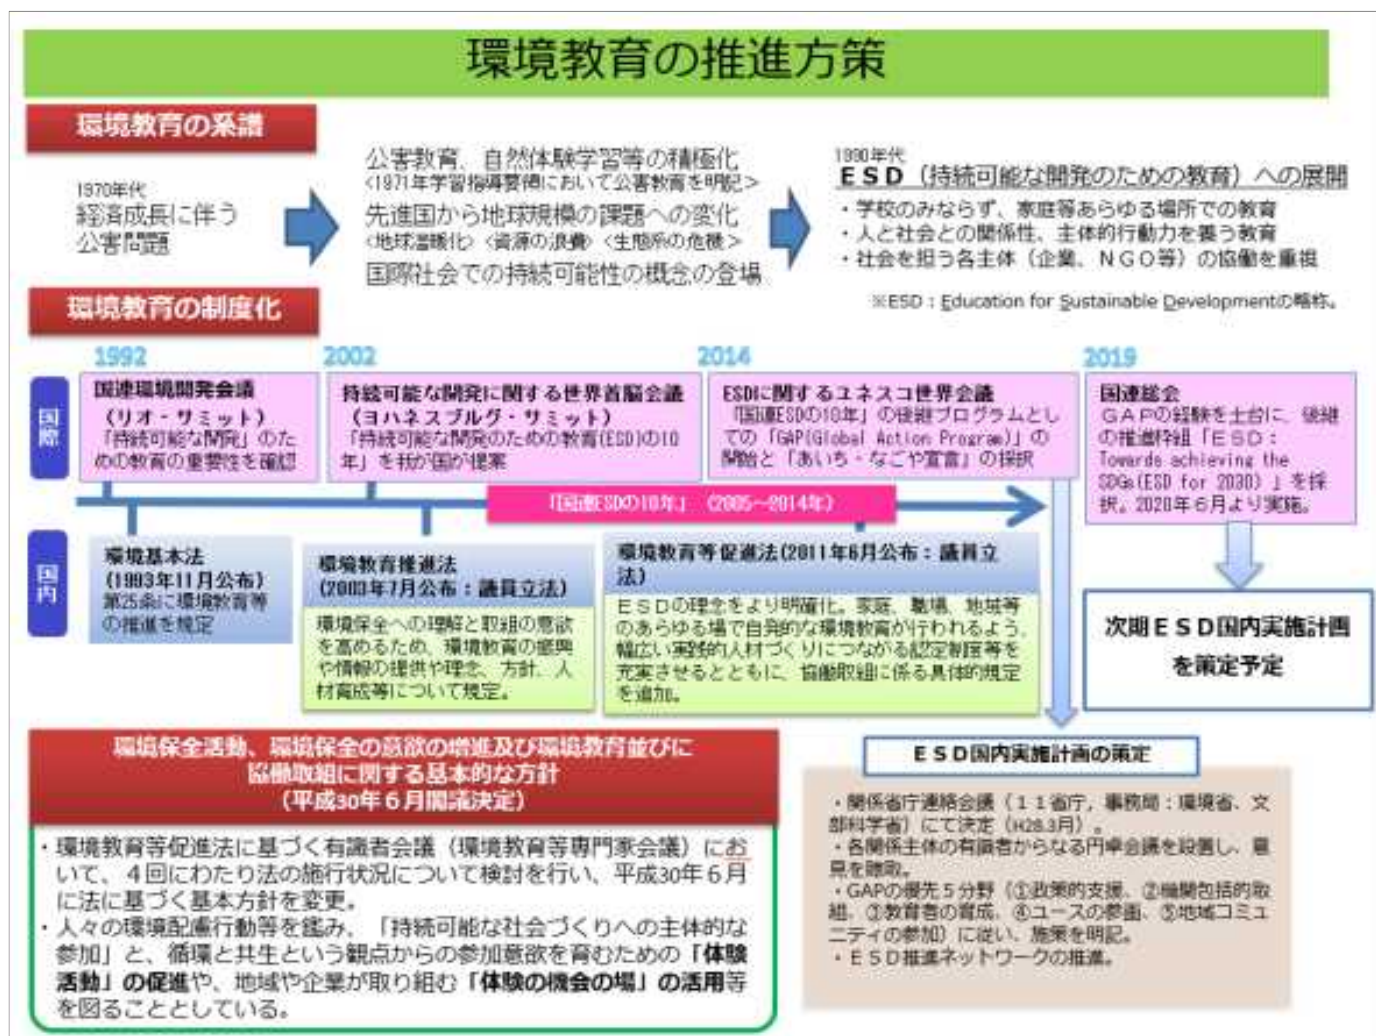 環境教育の推進方策
環境教育の系譜
1970年代
経済成長に伴う
公害問題
公害教育、自然体験学習等の積極化
<1971年学習指導要領において公害教育を明記>
先進国から地球規模の課題への変化
<地球温暖化> <資源の浪費> <生態系の危機>
国際社会での持続可能性の概念の登場
1990年代
ESD(持続可能な開発のための教育)への展開
・学校のみならず、家庭等あらゆる場所での教育
・人と社会との関係性、主体的行動力を養う教育
・社会を担う各主体(企業、NGO等)の協働を重視
※ESD:Education for Sustainable Developmentの略称。
環境教育の制度化
国際
1992
国連環境開発会議
(リオ・サミット)
「持続可能な開発」のた
めの教育の重要性を確認
2002
持続可能な開発に関する世界首脳会議
(ヨハネスブルグ・サミット)
「持続可能な開発のための教育(ESD)の10
年」を我が国が提案
2014
ESDに関するユネスコ世界会議
「国連ESDの10年」の後継プログラムとし
ての「GAP(Global Action Program)」の
開始と「あいち・なごや宣言」の採択
2019
国連総会
GAPの経験を土台に、後継
の推進枠組「ESD:
Towards achieving the
SDGs(ESD for 2030)」を採
択。2020年6月より実施。
「国連ESDの10年」(2005~2014年)
国内
環境基本法
(1993年11月公布)
第25条に環境教育等
の推進を規定
環境教育推進法
(2003年7月公布:議員立法)
環境保全への理解と取組の意欲
を高めるため、環境教育の振興
や情報の提供や理念、方針、人
材育成等について規定。
環境教育等促進法(2011年6月公布:議員立
法)
ESDの理念をより明確化。家庭、職場、地域等
のあらゆる場で自発的な環境教育が行われるよう、
幅広い実践的人材づくりにつながる認定制度等を
充実させるとともに、協働取組に係る具体的規定
を追加。
次期ESD国内実施計画
を策定予定
環境保全活動、環境保全の意欲の増進及び環境教育並びに
協働取組に関する基本的な方針
(平成30年6月閣議決定)
・環境教育等促進法に基づく有識者会議(環境教育等専門家会議)にお
いて、4回にわたり法の施行状況について検討を行い、平成30年6月
に法に基づく基本方針を変更。
・人々の環境配慮行動等を鑑み、「持続可能な社会づくりへの主体的な
参加」と、循環と共生という観点からの参加意欲を育むための「体験
活動」の促進や、地域や企業が取り組む「体験の機会の場」の活用等
を図ることとしている。
ESD国内実施計画の策定
・関係省庁連絡会議(11省庁,事務局:環境省、文
部科学省)にて決定(H28.3月)。
・各関係主体の有識者からなる円卓会議を設置し、意
見を聴取。
・GAPの優先5分野(①政策的支援、②機関包括的取
組、③教育者の育成、④ユースの参画、⑤地域コミュ
ニティの参加)に従い、施策を明記。
・ESD推進ネットワークの推進。